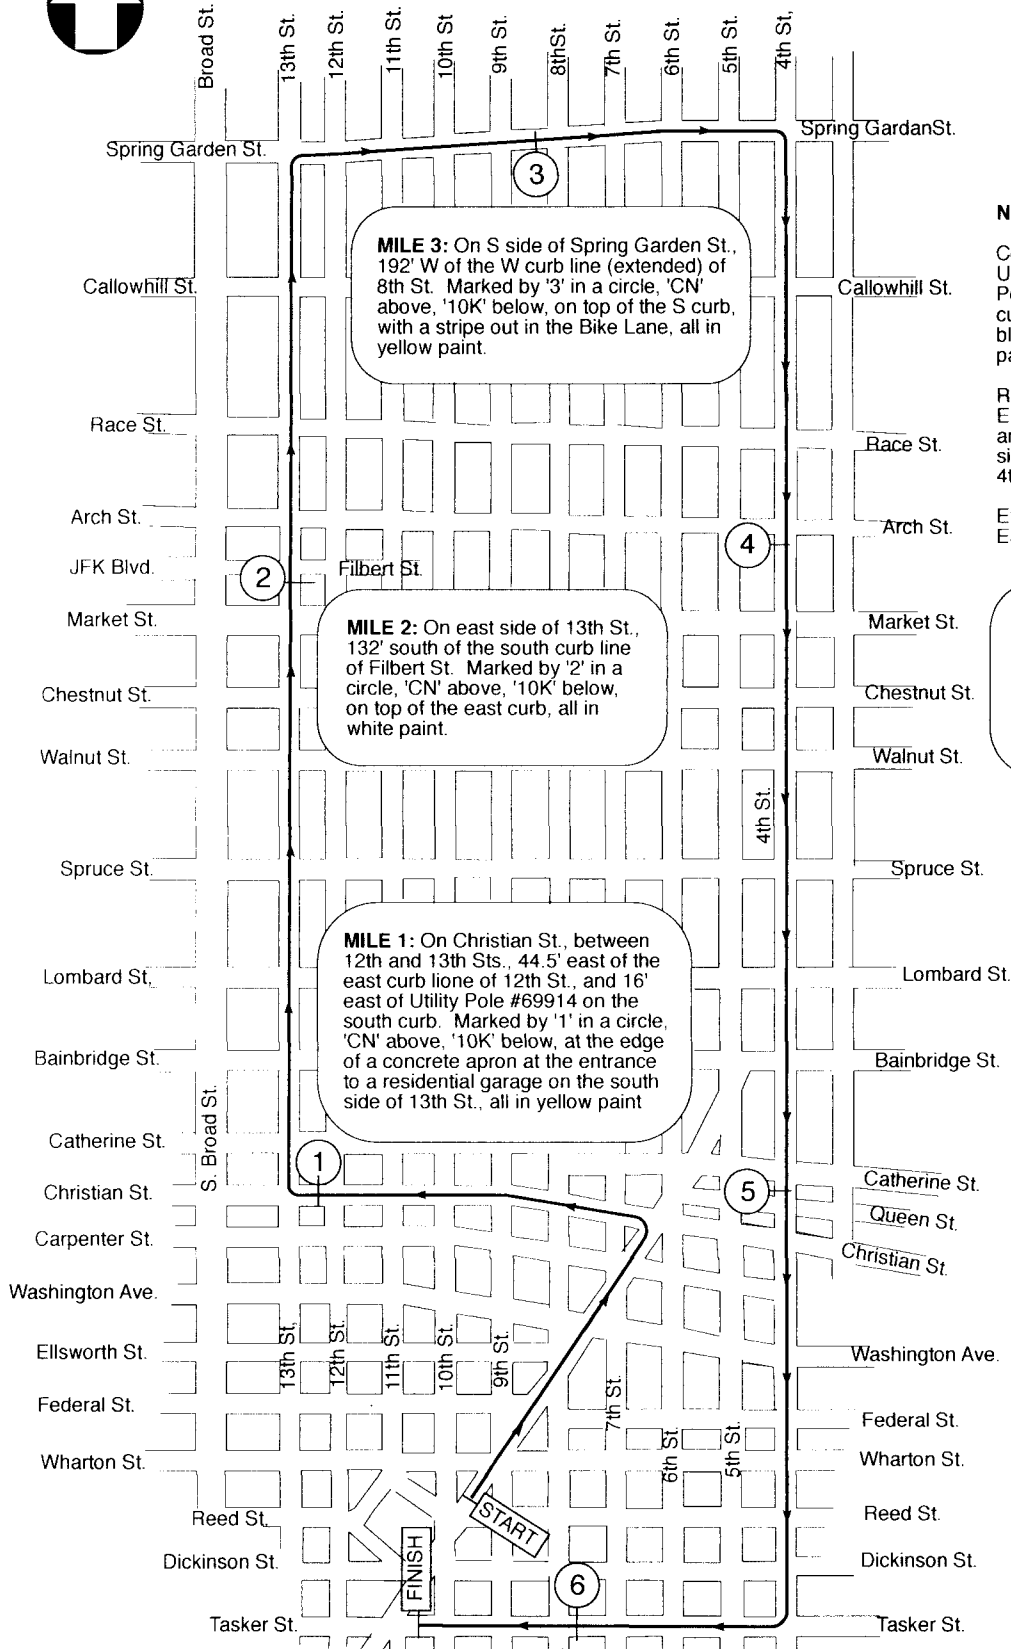 Broad St.
13th St.
12th St.
11th St.
10th St
9th St.
8thSt.
7th St.
6th St.
5th St.
4th St,
Spring Garden St.
Spring GardanSt.
3
MILE 3: On S side of Spring Garden St.,
192' W of the W curb line (extended) of
8th St. Marked by '3' in a circle, 'CN'
above, '10K' below, on top of the S curb,
with a stripe out in the Bike Lane, all in
yellow paint.
Callowhill St.
Callowhill St.
Race St.
Race St.
Arch St.
Arch St.
4
JFK Blvd.
2
Filbert St.
Market St.
Market St.
MILE 2: On east side of 13th St.,
132' south of the south curb line
of Filbert St. Marked by '2' in a
circle, 'CN' above, '10K' below,
on top of the east curb, all in
white paint.
Chestnut St.
Chestnut St.
Walnut St.
Walnut St.
4th St.
Spruce St.
Spruce St.
MILE 1: On Christian St., between
12th and 13th Sts., 44.5' east of the
east curb lione of 12th St., and 16'
east of Utility Pole #69914 on the
south curb. Marked by '1' in a circle,
'CN' above, '10K' below, at the edge
of a concrete apron at the entrance
to a residential garage on the south
side of 13th St., all in yellow paint
Lombard St,
Lombard St.
Bainbridge St.
Bainbridge St.
S. Broad St.
Catherine St.
1
5
Catherine St.
Christian St.
Queen St.
Carpenter St.
Christian St.
Washington Ave.
13th St,
12th St.
11th St.
10th St.
9th St.
Ellsworth St.
Washington Ave.
7th St.
Federal St.
Federal St.
6th St.
5th St.
Wharton St.
Wharton St.
START
Reed St.
Reed St.
FINISH
Dickinson St.
Dickinson St.
6
Tasker St.
Tasker St.